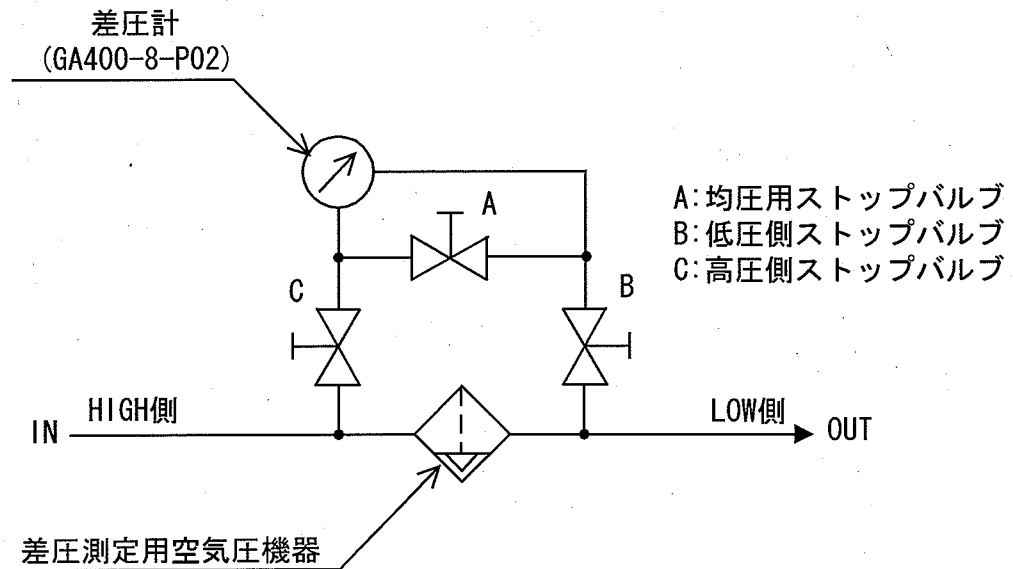 差圧計
(GA400-8-P02)
A
A:均圧用ストップバルブ
B:低圧側ストップバルブ
C:高圧側ストップバルブ
C
B
IN
HIGH側
LOW側
OUT
差圧測定用空気圧機器